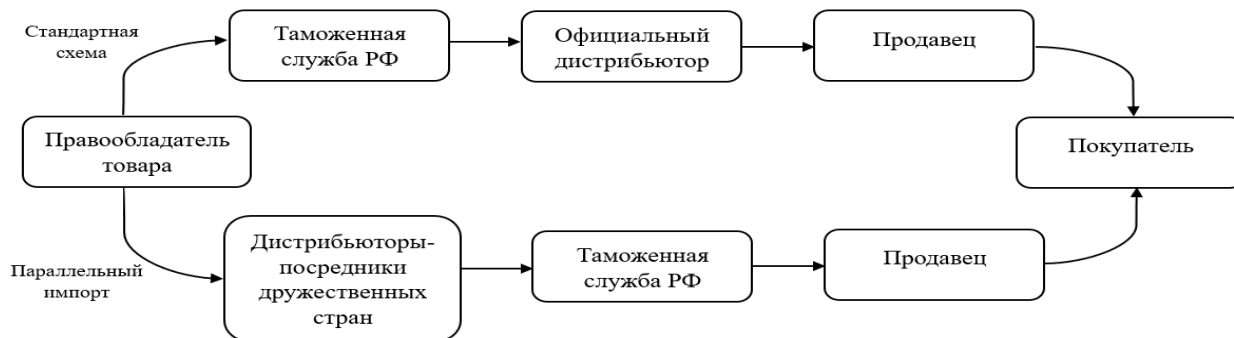 Стандартная
схема
Таможенная
служба РФ
Официальный
дистрибьютор
Продавец
Правообладатель
товара
Покупатель
Параллельный
импорт
Дистрибьюторы-
посредники
дружественных
стран
Таможенная
служба РФ
Продавец